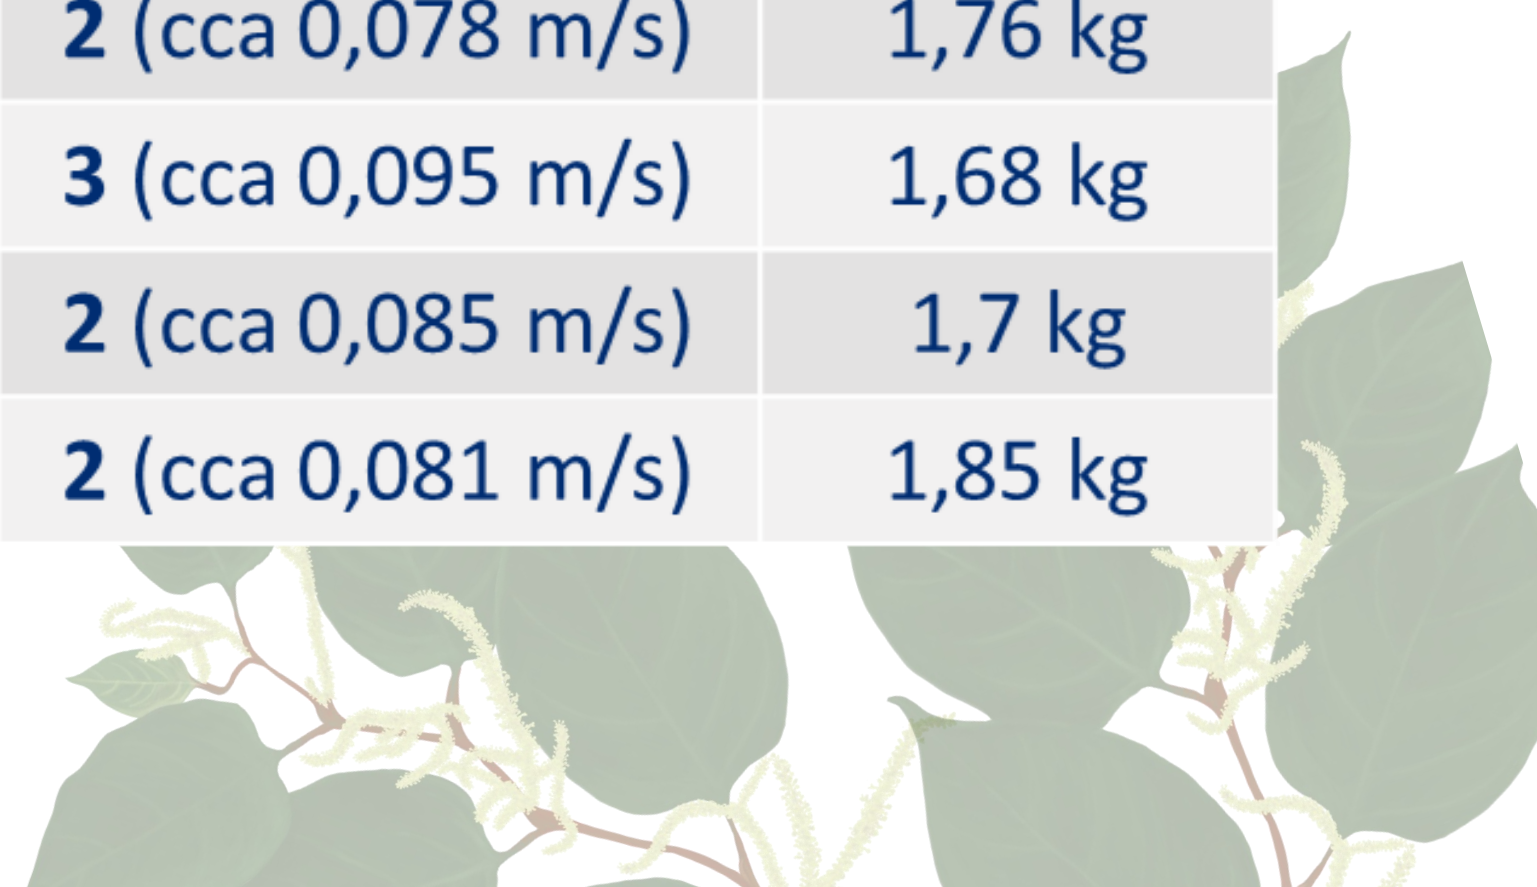 2 (cca 0,078 m/s) 1,76 kg
3 (cca 0,095 m/s) 1,68 kg
2 (cca 0,085 m/s) 1,7 kg
2 (cca 0,081 m/s) 1,85 kg